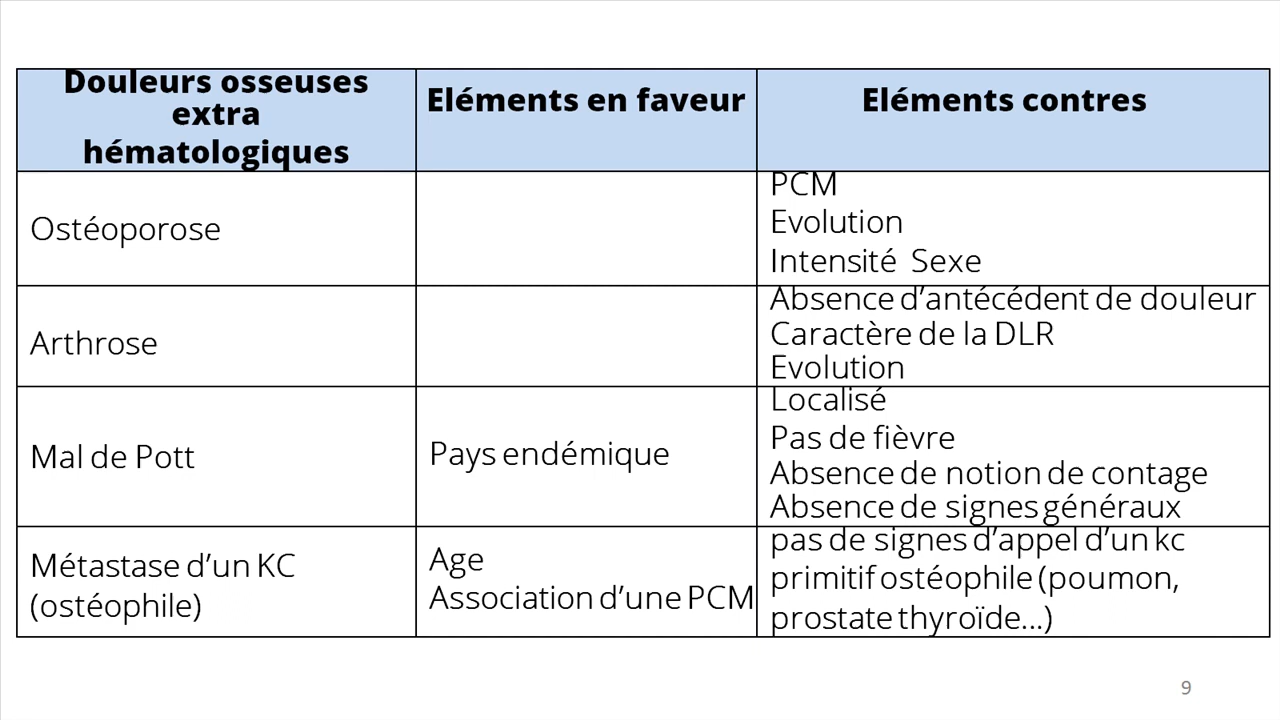 Douleurs osseuses
extra
hématologiques
Eléments en faveur
Eléments contres
Ostéoporose
PCM
Evolution
Intensité Sexe
Arthrose
Absence d’antécédent de douleur
Caractère de la DLR
Evolution
Mal de Pott
Pays endémique
Localisé
Pas de fièvre
Absence de notion de contage
Absence de signes généraux
Métastase d’un KC
(ostéophile)
Age
Association d’une PCM
pas de signes d’appel d’un kc
primitif ostéophile (poumon,
prostate thyroïde...)
9